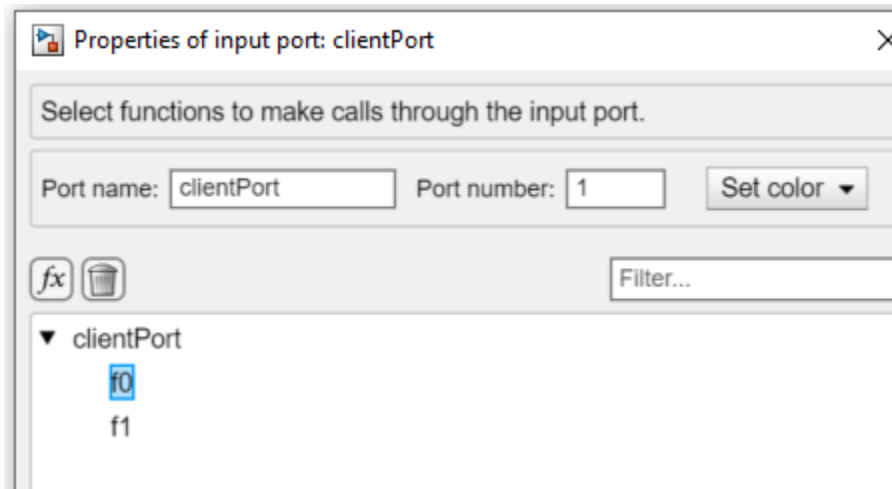 Properties of input port: clientPort
Select functions to make calls through the input port.
Port name: clientPort Port number: 1 Set color
fx Filter...
clientPort
f0
f1